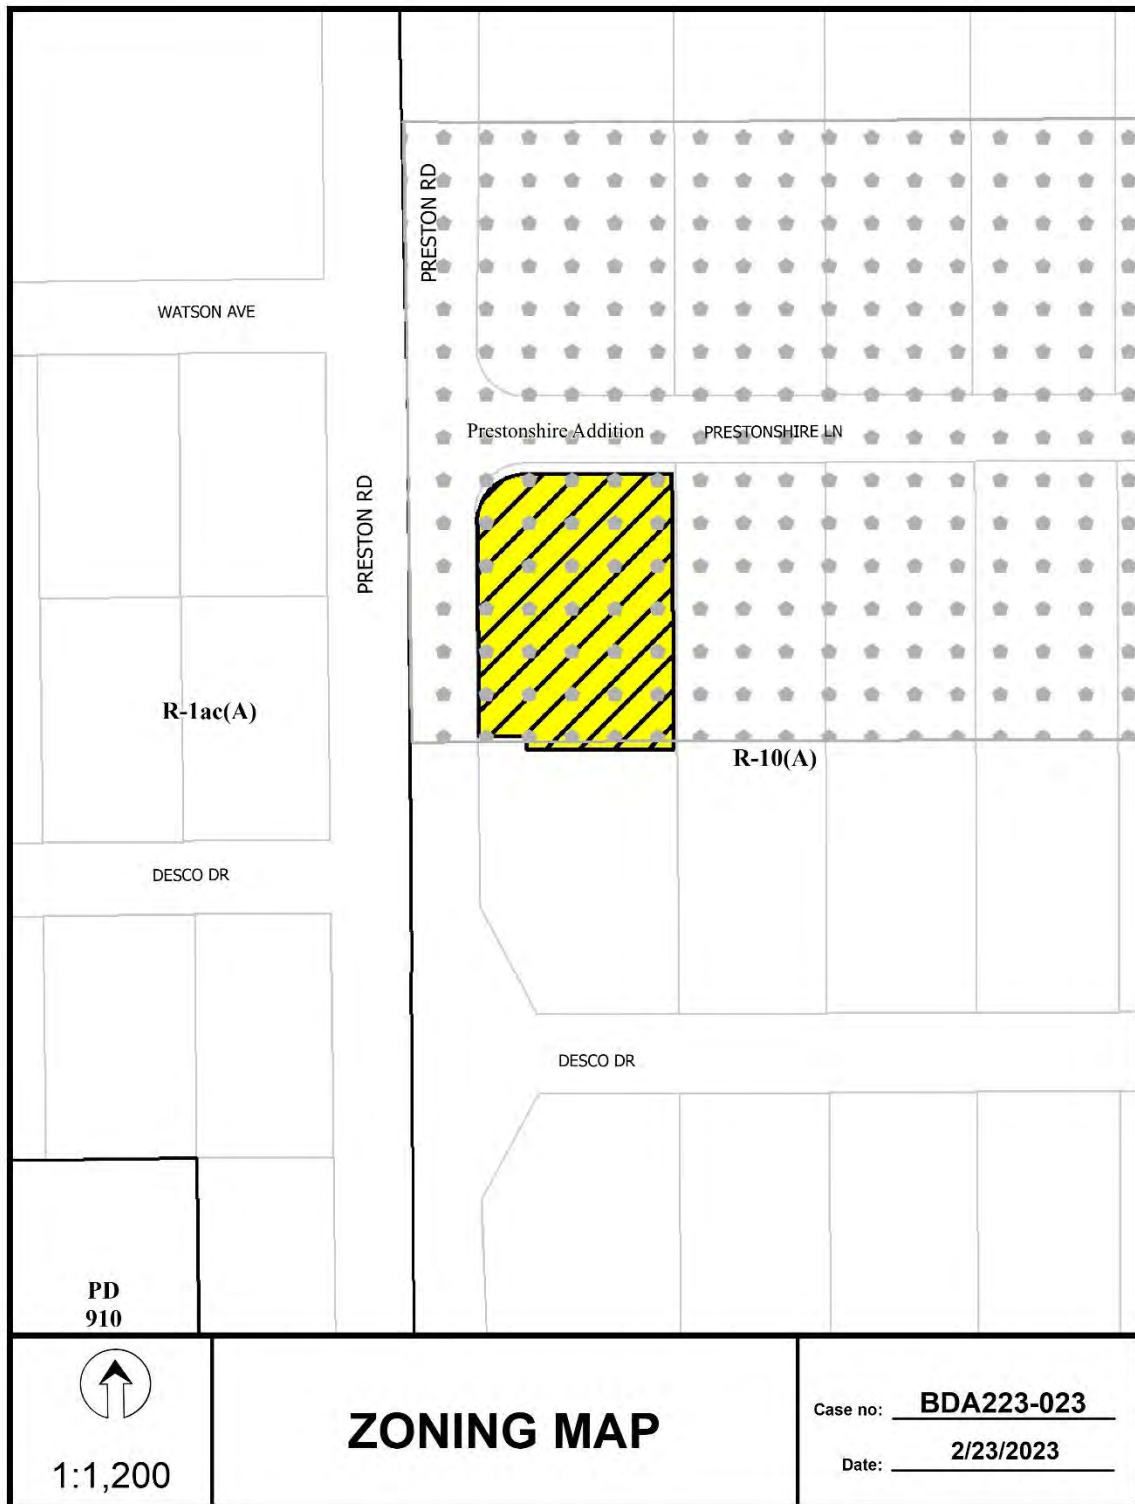 PRESTON RD
WATSON AVE
Prestonshire Addition
PRESTONSHIRE LN
PRESTON RD
R-1ac(A)
R-10(A)
DESCO DR
DESCO DR
PD
910
1:1,200
ZONING MAP
Case no: BDA223-023
Date: 2/23/2023